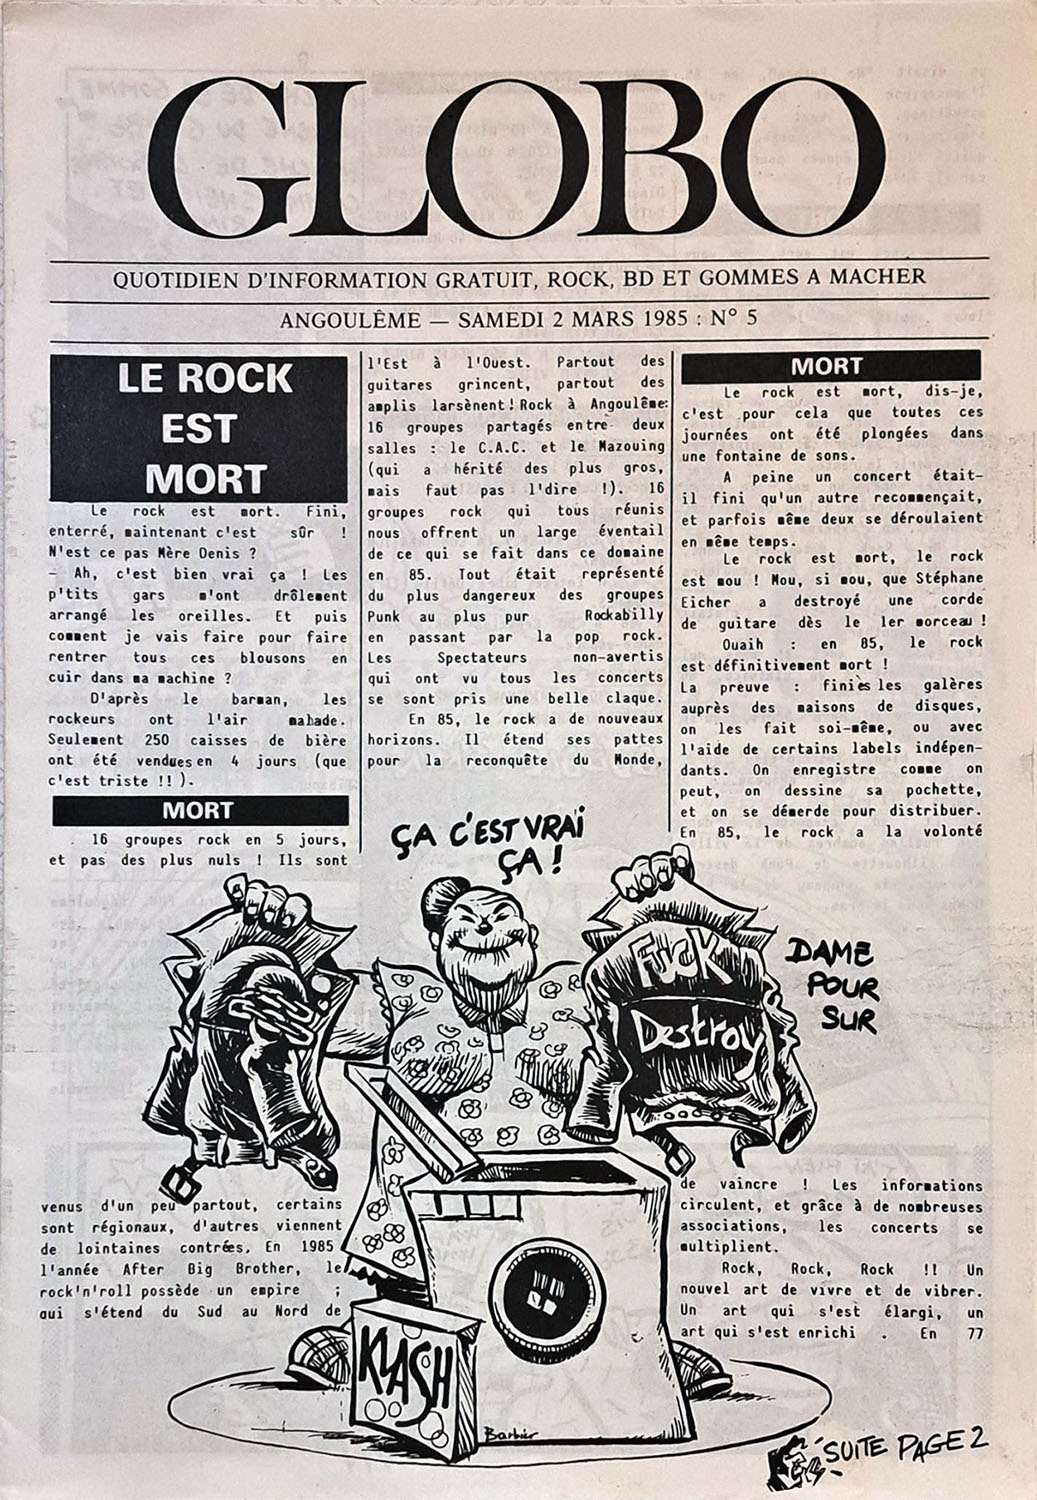 GLOBO
QUOTIDIEN D'INFORMATION GRATUIT, ROCK, BD ET GOMMES A MACHER
ANGOULÊME — SAMEDI 2 MARS 1985 : N° 5
LE ROCK
EST
MORT
Le rock est mort. Fini,
enterré, maintenant c'est sûr !
N'est ce pas Mère Denis ?
— Ah, c'est bien vrai ça ! Les
p'tits gars m'ont drôlement
arrangé les oreilles. Et puis
comment je vais faire pour faire
rentrer tous ces blousons en
cuir dans ma machine ?
D'après le barman, les
rockeurs ont l'air malade.
Seulement 250 caisses de bière
ont été vendues en 4 jours (que
c'est triste !! ).
MORT
16 groupes rock en 5 jours,
et pas des plus nuls ! Ils sont
venus d'un peu partout, certains
sont régionaux, d'autres viennent
de lointaines contrées. En 1985
l'année After Big Brother, le
rock'n'roll possède un empire ;
qui s'étend du Sud au Nord de
l'Est à l'Ouest. Partout des
guitares grincent, partout des
amplis larsènent! Rock à Angoulême:
16 groupes partagés entre deux
salles : le C.A.C. et le Mazouing
(qui a hérité des plus gros,
mais faut pas l'dire !). 16
groupes rock qui tous réunis
nous offrent un large éventail
de ce qui se fait dans ce domaine
en 85. Tout était représenté
du plus dangereux des groupes
Punk au plus pur Rockabilly
en passant par la pop rock.
Les Spectateurs non-avertis
qui ont vu tous les concerts
se sont pris une belle claque.
En 85, le rock a de nouveaux
horizons. Il étend ses pattes
pour la reconquête du Monde,
MORT
Le rock est mort, dis-je,
c'est pour cela que toutes ces
journées ont été plongées dans
une fontaine de sons.
A peine un concert était-
il fini qu'un autre recommençait,
et parfois même deux se déroulaient
en même temps.
Le rock est mort, le rock
est mou ! Mou, si mou, que Stéphane
Eicher a destroyé une corde
de guitare dès le 1er morceau !
Ouaih : en 85, le rock
est définitivement mort !
La preuve : finies les galères
auprès des maisons de disques,
on les fait soi-même, ou avec
l'aide de certains labels indépen-
dants. On enregistre comme on
peut, on dessine sa pochette,
et on se démerde pour distribuer.
En 85, le rock a la volonté
de vaincre ! Les informations
circulent, et grâce à de nombreuses
associations, les concerts se
multiplient.
Rock, Rock, Rock !! Un
nouvel art de vivre et de vibrer.
Un art qui s'est élargi, un
art qui s'est enrichi . En 77
ÇA C'EST VRAI
ÇA !
FUCK
Destroy
DAME
POUR
SUR
KLASH
Barbier
SUITE PAGE 2